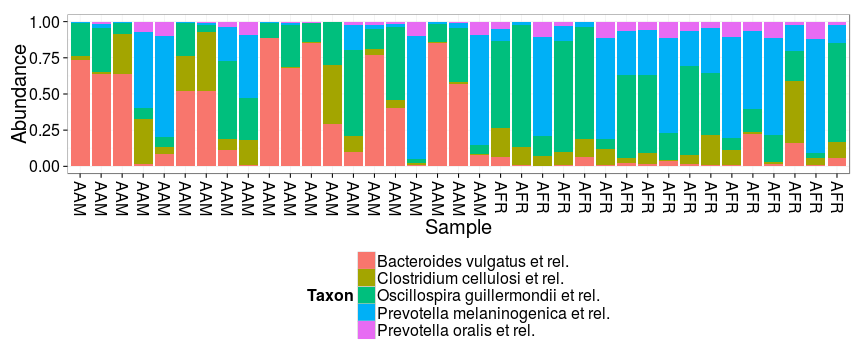 1.00
0.75
0.50
0.25
0.00
Abundance
AAM AAM AAM AAM AAM AAM AAM AAM AAM AAM AAM AAM AAM AAM AAM AAM AAM AAM AAM AAM AFR AFR AFR AFR AFR AFR AFR AFR AFR AFR AFR AFR AFR AFR AFR AFR AFR
Sample
Taxon
Bacteroides vulgatus et rel.
Clostridium cellulosi et rel.
Oscillospira guillermondii et rel.
Prevotella melaninogenica et rel.
Prevotella oralis et rel.